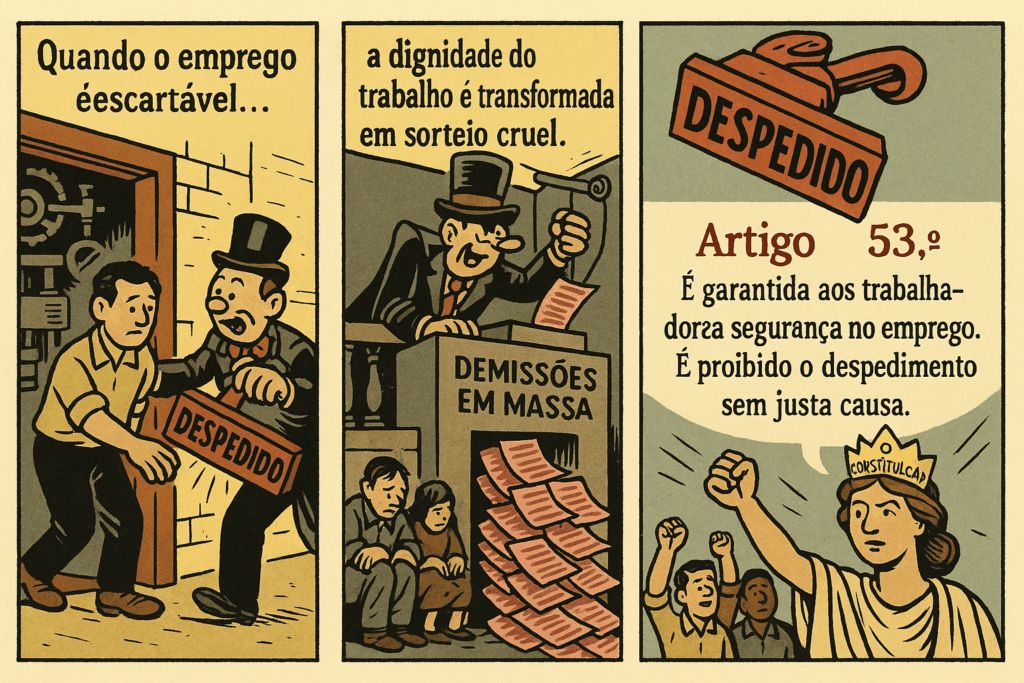 Quando o emprego
éescartável...
DESPEDIDO
a dignidade do
trabalho é transformada
em sorteio cruel.
DEMISSÕES
EM MASSA
DESPEDIDO
Artigo 53,º
É garantida aos trabalha-
dorza segurança no emprego.
É proibido o despedimento
sem justa causa.
CORSTITULCAP